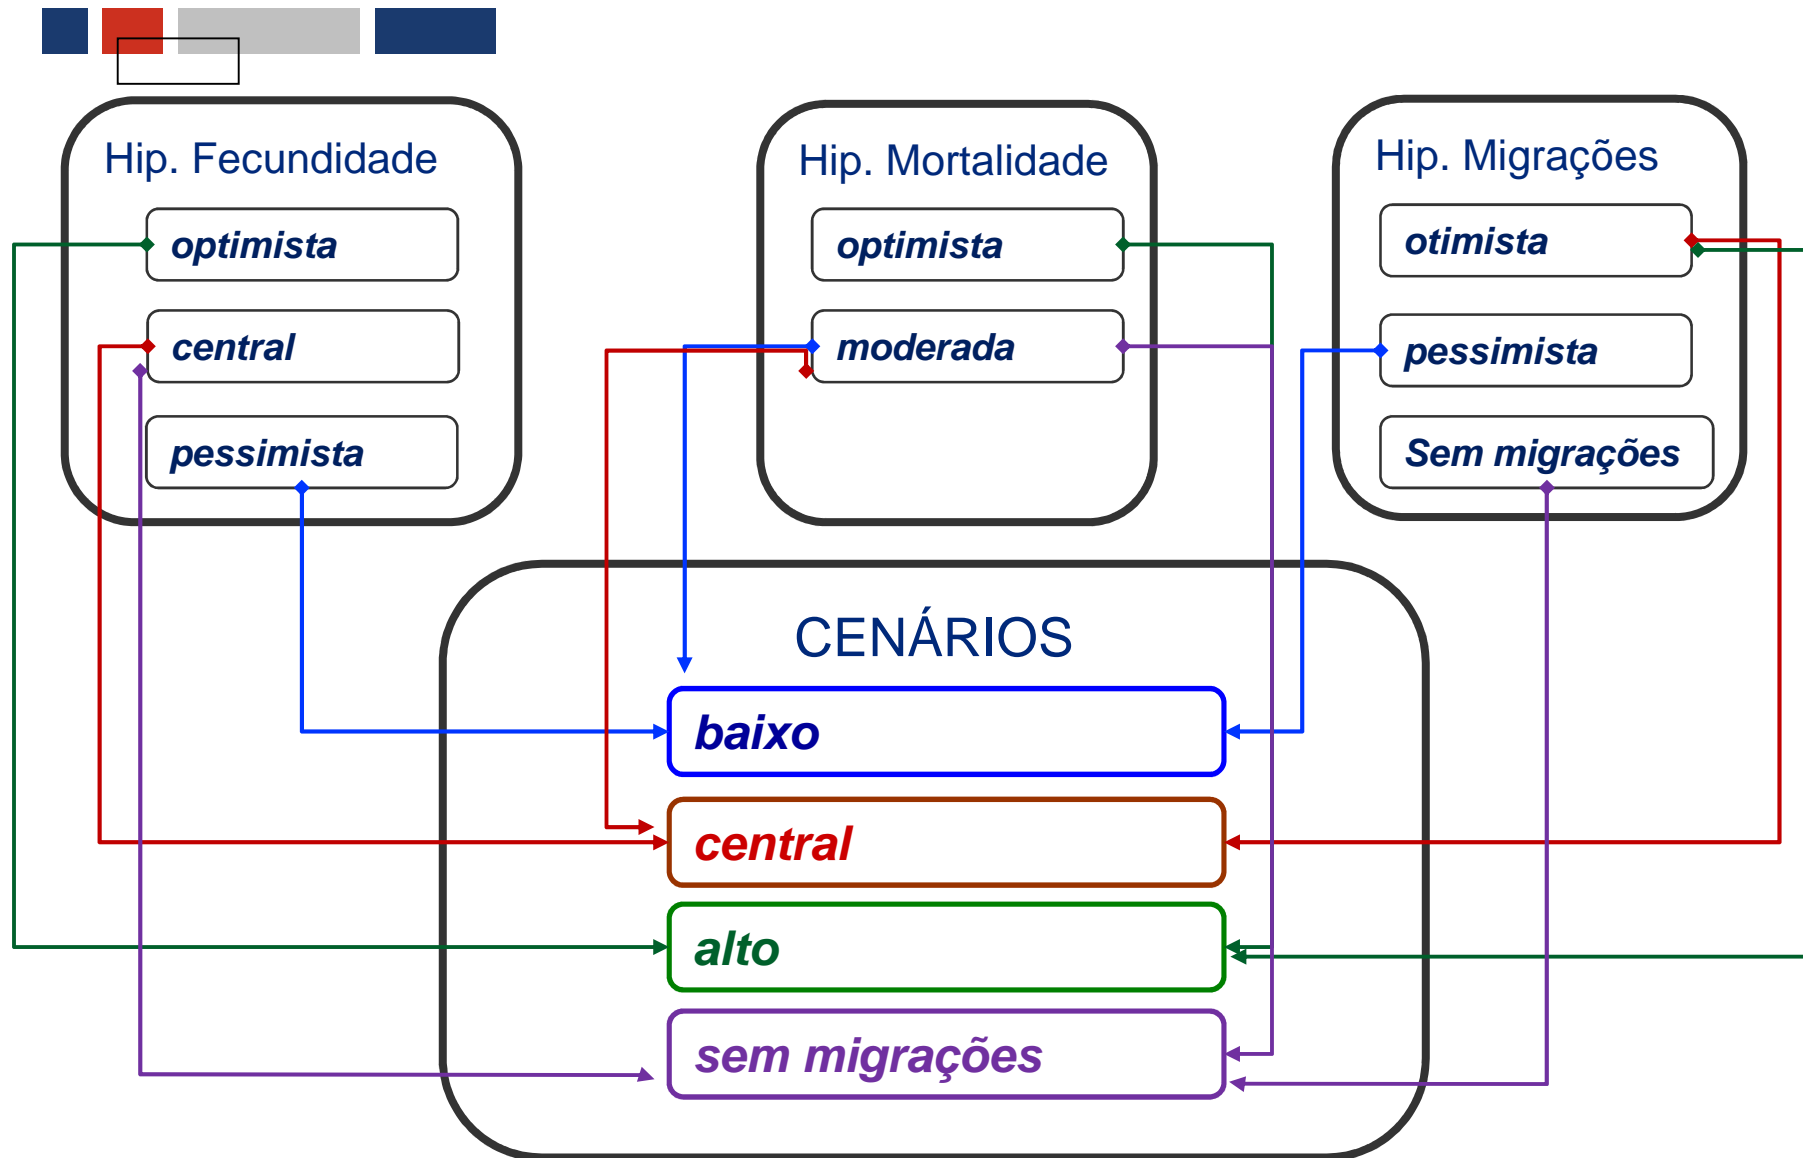 Hip. Fecundidade
optimista
central
pessimista
Hip. Mortalidade
optimista
moderada
Hip. Migrações
otimista
pessimista
Sem migrações
CENÁRIOS
baixo
central
alto
sem migrações